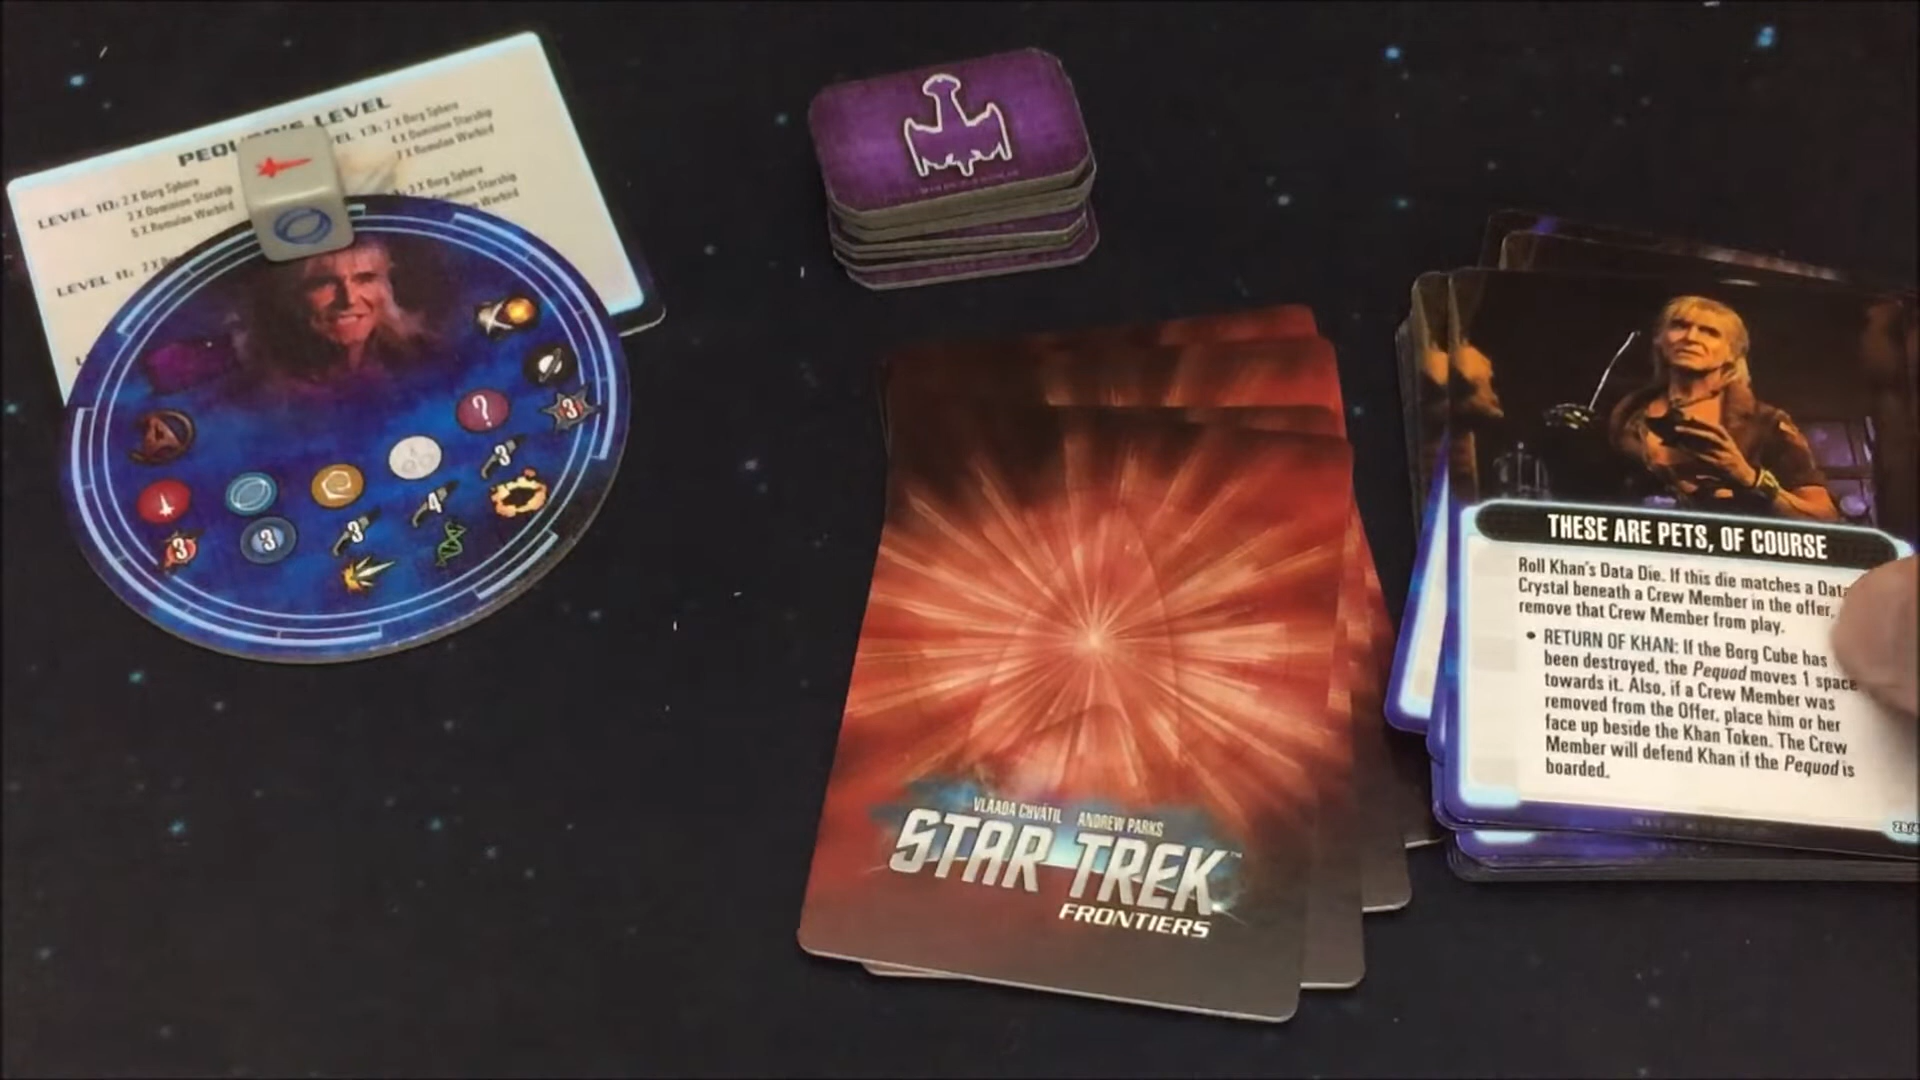 LEVEL
LEVEL 10: 2 X Borg Sphere
3 X Dominion Starship
5 X Romulan Warbird
LEVEL 11: 2 X
13: 2 X Borg Sphere
4 X Dominion Starship
7 X Romulan Warbird
2 X Borg Sphere
Dominion Starship
Romulan Warbird
3
3
4
3
3
3
?
VLAADA CHVÁTIL ANDREW PARKS
STAR TREK™
FRONTIERS
THESE ARE PETS, OF COURSE
Roll Khan's Data Die. If this die matches a Data
Crystal beneath a Crew Member in the offer,
remove that Crew Member from play.
• RETURN OF KHAN: If the Borg Cube has
been destroyed, the Pequod moves 1 space
towards it. Also, if a Crew Member was
removed from the Offer, place him or her
face up beside the Khan Token. The Crew
Member will defend Khan if the Pequod is
boarded.